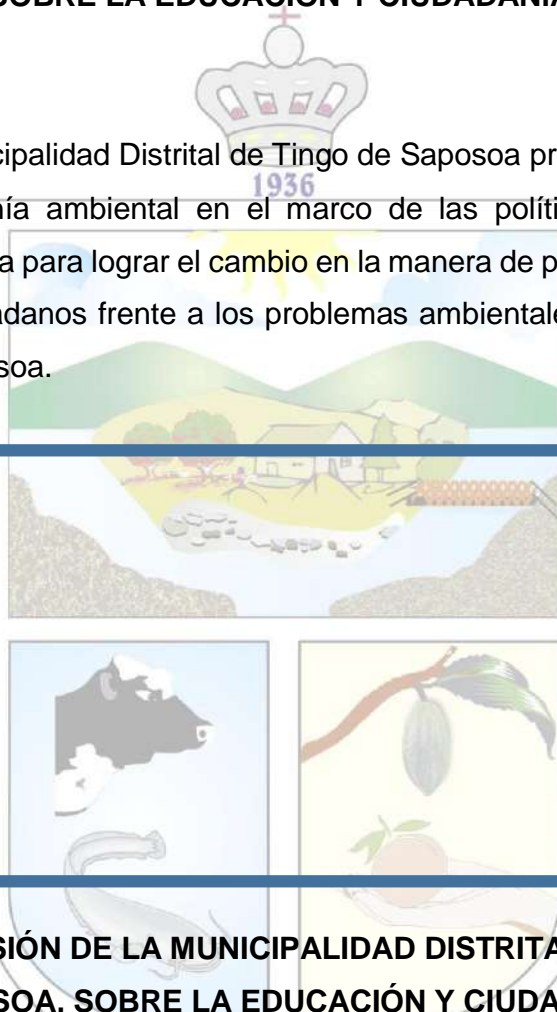 SOBRE LA EDUCACIÓN Y CIUDADANÍA
cipalidad Distrital de Tingo de Saposoa pr
1936
nía ambiental en el marco de las políti
a para lograr el cambio en la manera de p
adanos frente a los problemas ambientale
soa.
SIÓN DE LA MUNICIPALIDAD DISTRITA
SOA, SOBRE LA EDUCACIÓN Y CIUDA